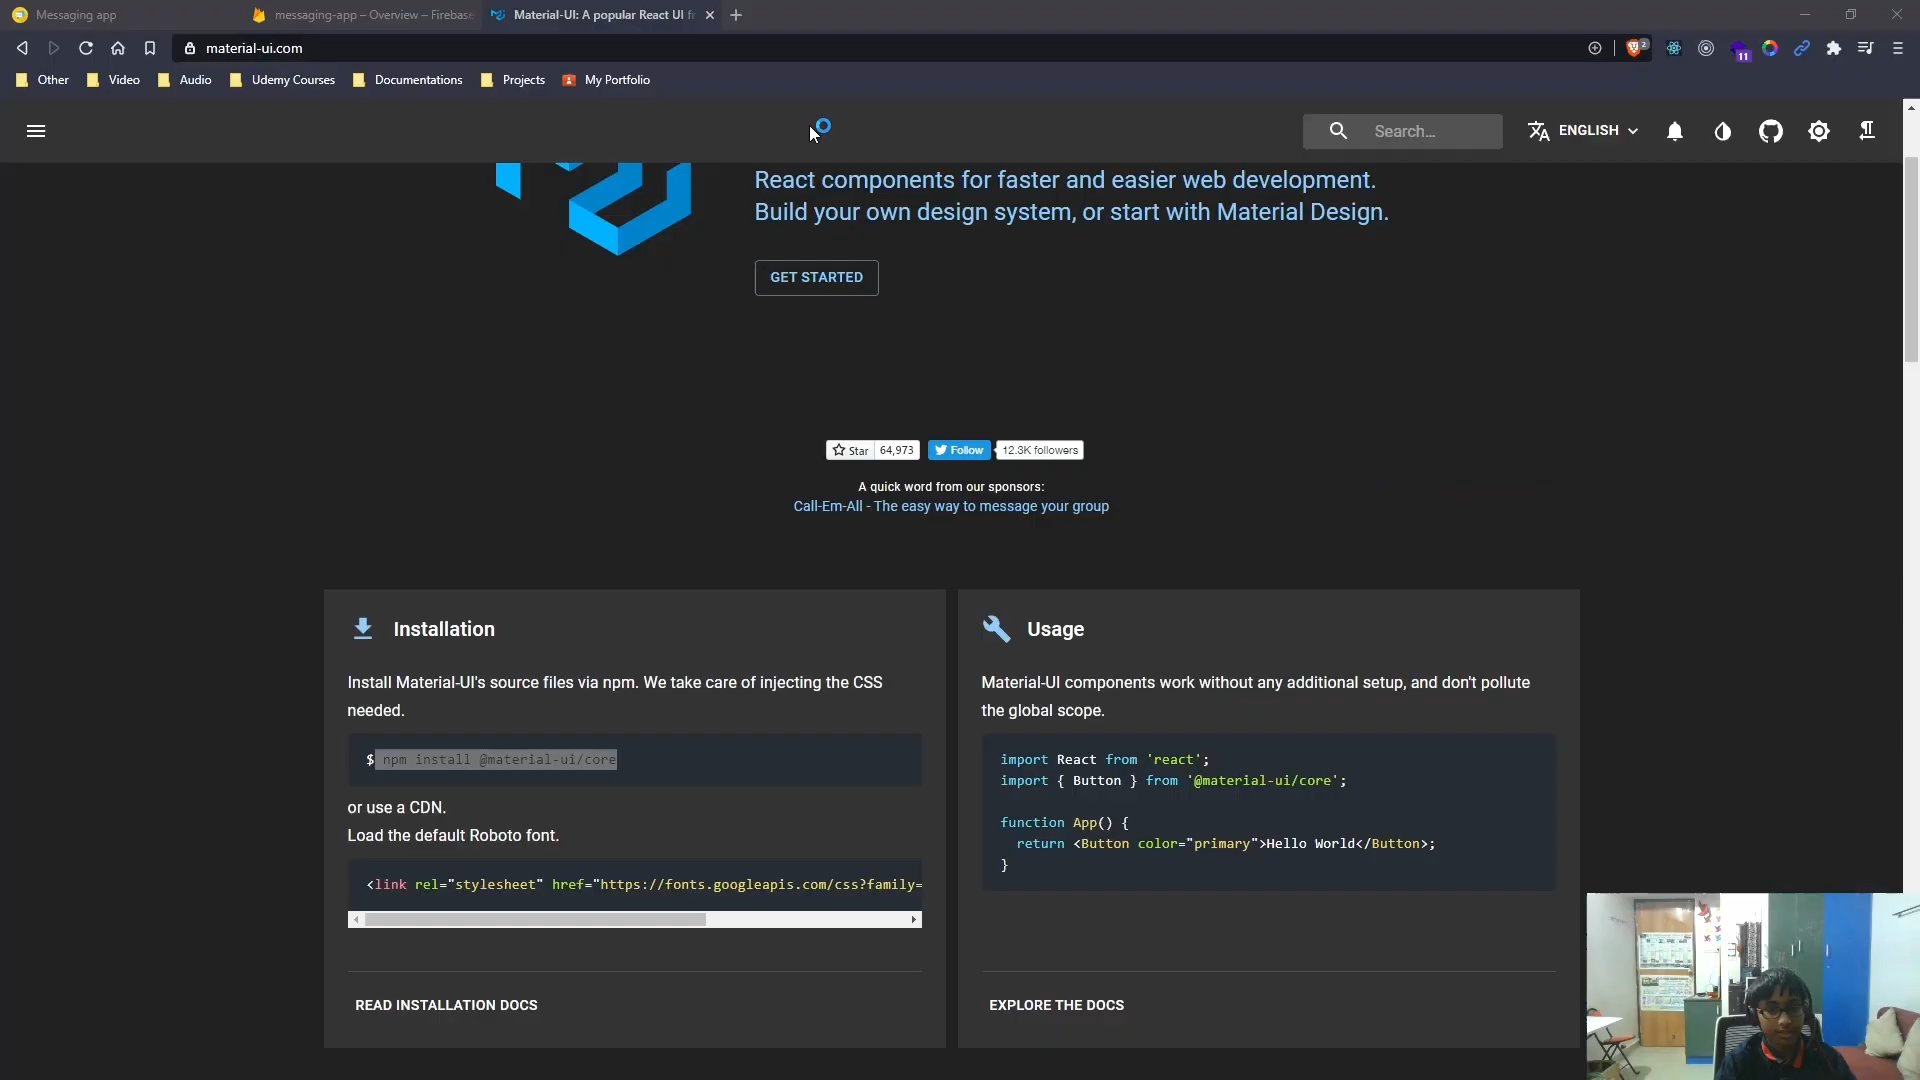 Messaging app
messaging-app – Overview – Firebase
Material-UI: A popular React UI fr
material-ui.com
2
11
Other
Video
Audio
Udemy Courses
Documentations
Projects
My Portfolio
Search…
ENGLISH
React components for faster and easier web development.
Build your own design system, or start with Material Design.
GET STARTED
Star
64,973
Follow
12.3K followers
A quick word from our sponsors:
Call-Em-All - The easy way to message your group
Installation
Install Material-UI's source files via npm. We take care of injecting the CSS
needed.
$ npm install @material-ui/core
or use a CDN.
Load the default Roboto font.
<link rel="stylesheet" href="https://fonts.googleapis.com/css?family=
READ INSTALLATION DOCS
Usage
Material-UI components work without any additional setup, and don't pollute
the global scope.
import React from 'react';
import { Button } from '@material-ui/core';
function App() {
return <Button color="primary">Hello World</Button>;
}
EXPLORE THE DOCS